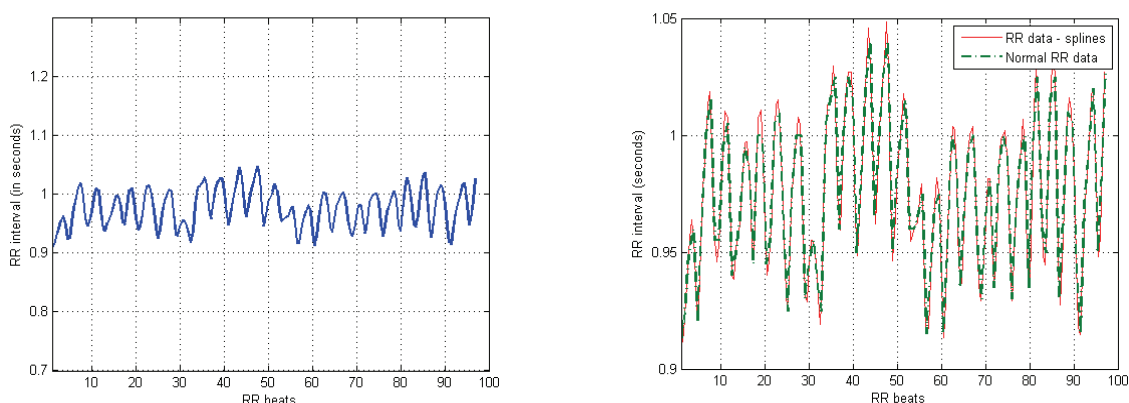 RR interval (in seconds)
1.2
1.1
1
0.9
0.8
0.7
10 20 30 40 50 60 70 80 90 100
RR beats
RR interval (seconds)
1.05
1
0.95
0.9
RR data - splines
Normal RR data
10 20 30 40 50 60 70 80 90 100
RR beats